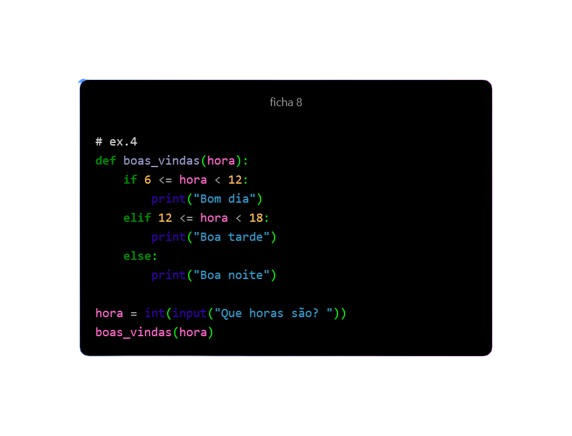 ficha 8
# ex.4
def boas_vindas(hora):
    if 6 <= hora < 12:
        print("Bom dia")
    elif 12 <= hora < 18:
        print("Boa tarde")
    else:
        print("Boa noite")
hora = int(input("Que horas são? "))
boas_vindas(hora)